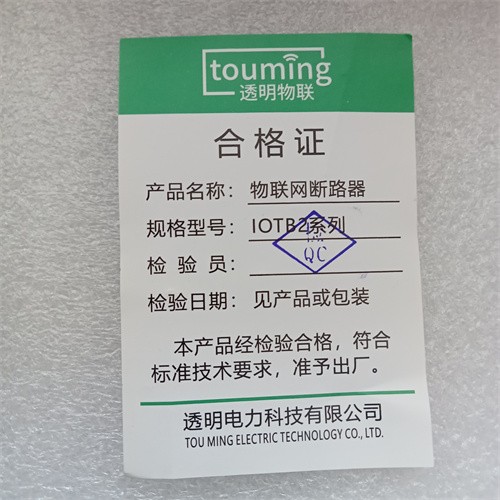 touming
透明物联
合格证
产品名称：物联网断路器
规格型号：IOTB2系列
检验员：
QC
检验日期：见产品或包装
本产品经检验合格，符合
标准技术要求，准予出厂。
透明电力科技有限公司
TOU MING ELECTRIC TECHNOLOGY CO., LTD.